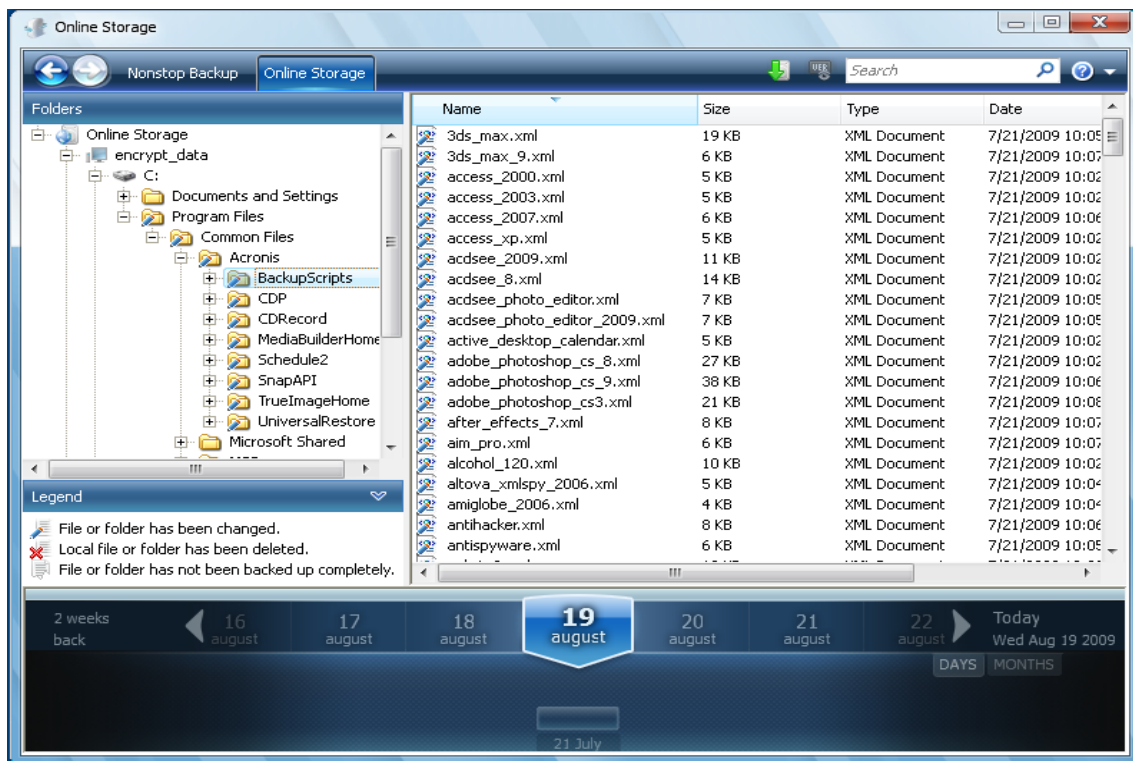 Online Storage
Nonstop Backup Online Storage VER Search ?
Folders
Online Storage
encrypt_data
C:
Documents and Settings
Program Files
Common Files
Acronis
BackupScripts
CDP
CDRecord
MediaBuilderHome
Schedule2
SnapAPI
TrueImageHome
UniversalRestore
Microsoft Shared
Legend
File or folder has been changed.
Local file or folder has been deleted.
File or folder has not been backed up completely.
Name Size Type Date
3ds_max.xml 19 KB XML Document 7/21/2009 10:05
3ds_max_9.xml 6 KB XML Document 7/21/2009 10:07
access_2000.xml 5 KB XML Document 7/21/2009 10:02
access_2003.xml 5 KB XML Document 7/21/2009 10:02
access_2007.xml 6 KB XML Document 7/21/2009 10:06
access_xp.xml 5 KB XML Document 7/21/2009 10:02
acdsee_2009.xml 11 KB XML Document 7/21/2009 10:02
acdsee_8.xml 14 KB XML Document 7/21/2009 10:02
acdsee_photo_editor.xml 7 KB XML Document 7/21/2009 10:05
acdsee_photo_editor_2009.xml 7 KB XML Document 7/21/2009 10:05
active_desktop_calendar.xml 5 KB XML Document 7/21/2009 10:02
adobe_photoshop_cs_8.xml 27 KB XML Document 7/21/2009 10:02
adobe_photoshop_cs_9.xml 38 KB XML Document 7/21/2009 10:06
adobe_photoshop_cs3.xml 21 KB XML Document 7/21/2009 10:08
after_effects_7.xml 8 KB XML Document 7/21/2009 10:07
aim_pro.xml 6 KB XML Document 7/21/2009 10:07
alcohol_120.xml 10 KB XML Document 7/21/2009 10:02
altova_xmlspy_2006.xml 5 KB XML Document 7/21/2009 10:04
amiglobe_2006.xml 4 KB XML Document 7/21/2009 10:04
antihacker.xml 8 KB XML Document 7/21/2009 10:06
antispyware.xml 6 KB XML Document 7/21/2009 10:05
2 weeks back
16 august
17 august
18 august
19 august
20 august
21 august
22 august
Today
Wed Aug 19 2009
DAYS MONTHS
21 July